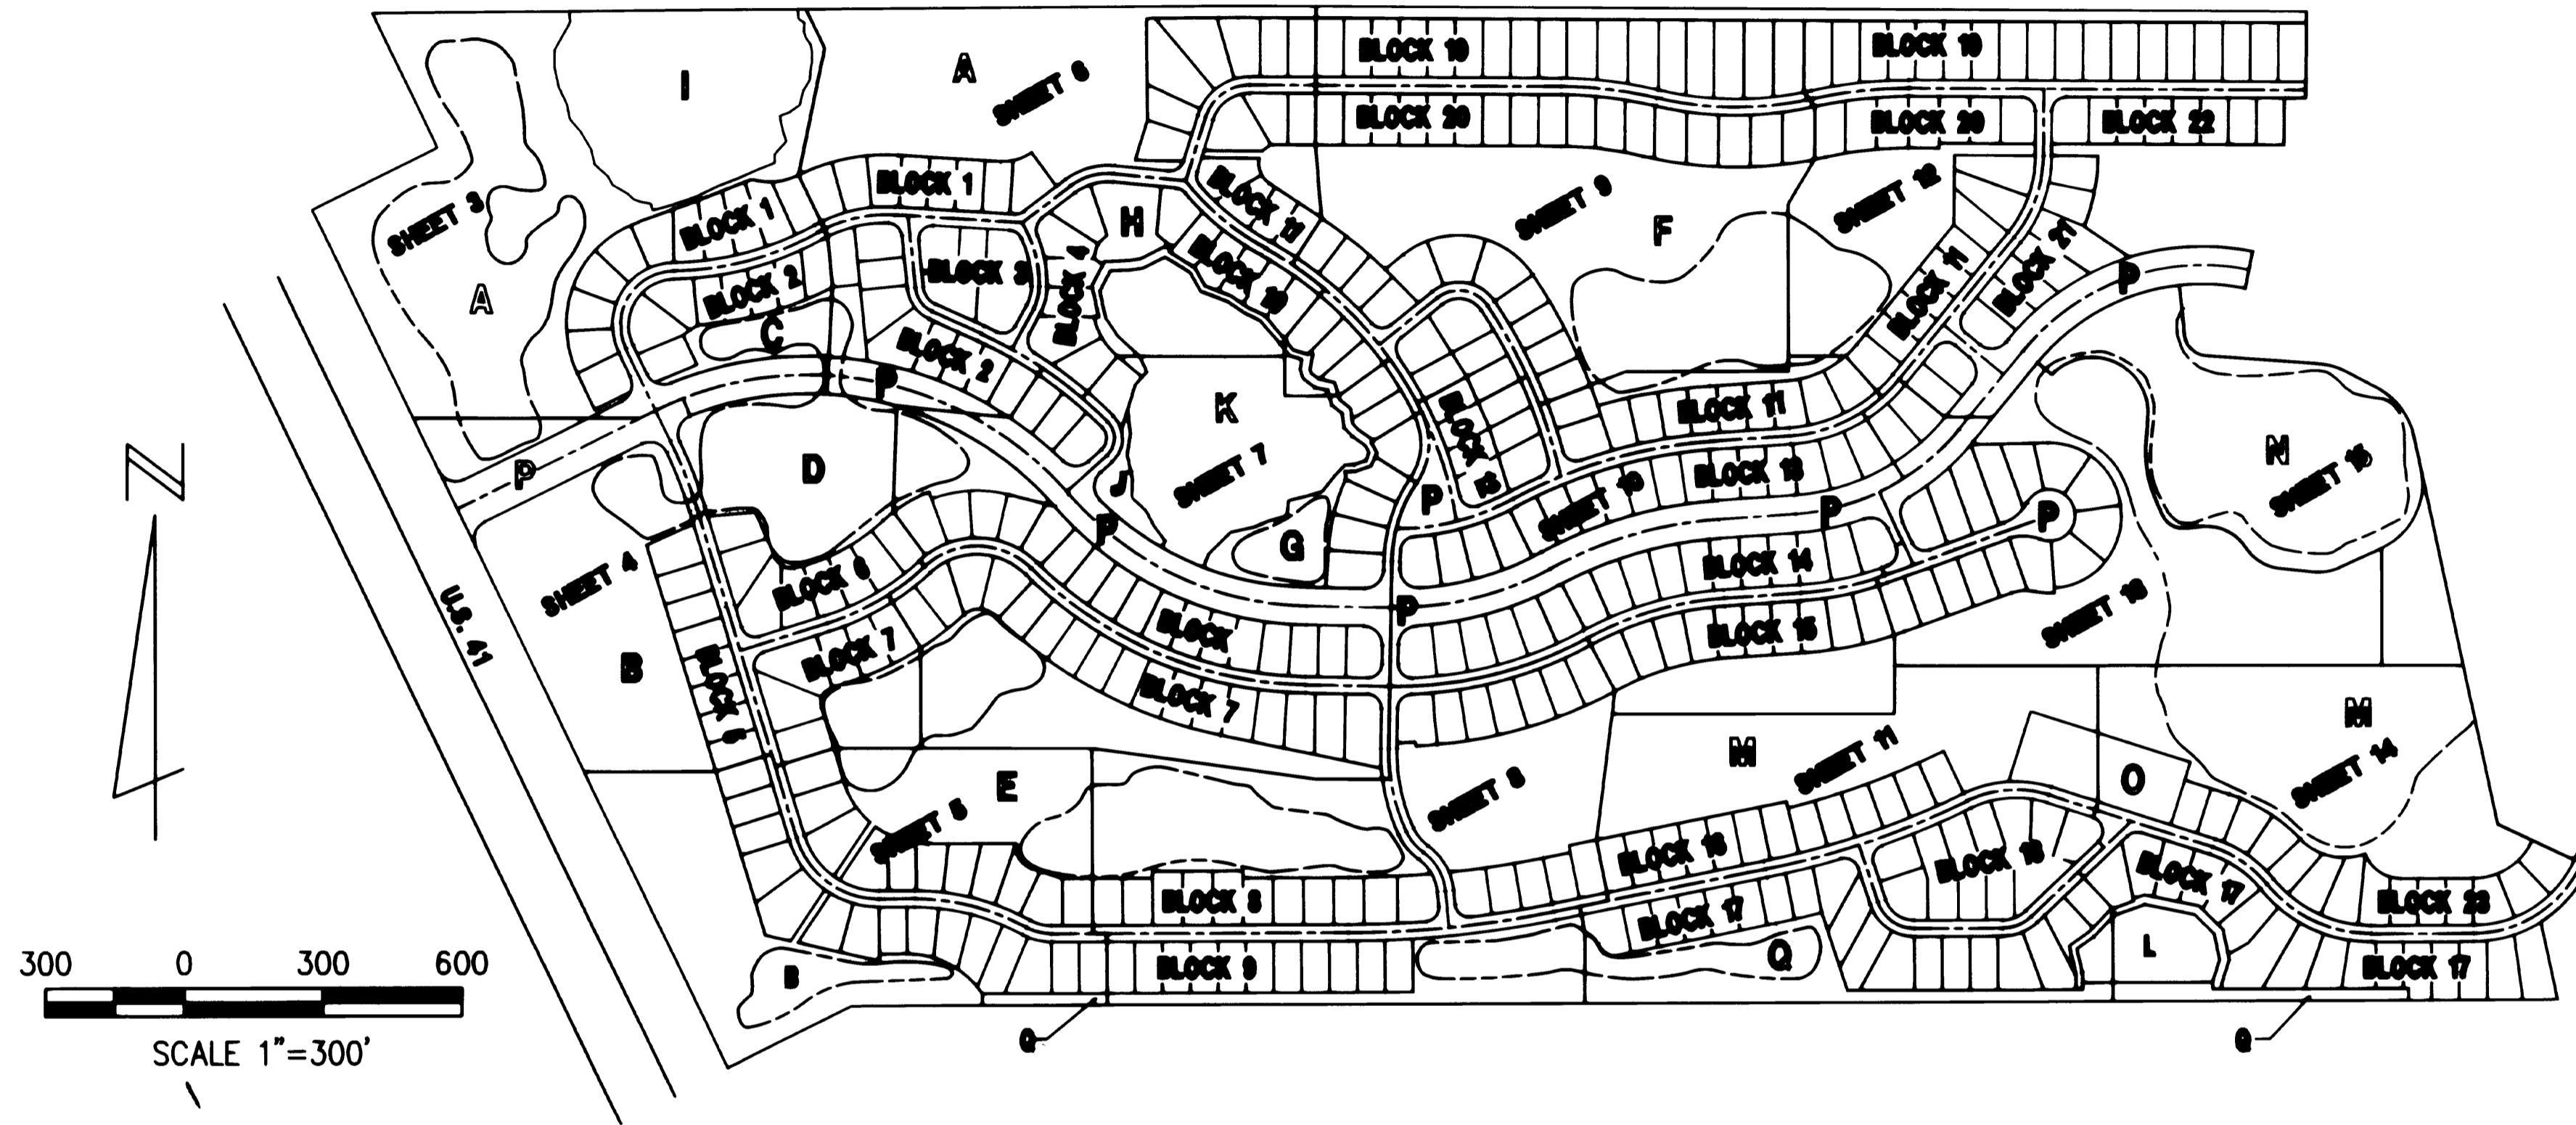 BLOCK 19
BLOCK 19
A
I
SHEET 6
BLOCK 20
BLOCK 20
BLOCK 22
BLOCK 1
SHEET 9
SHEET 12
BLOCK 11
SHEET 3
BLOCK 1
H
F
BLOCK 4
BLOCK 3
BLOCK 2
BLOCK 10
BLOCK 11
BLOCK 21
P
A
C
BLOCK 2
P
K
BLOCK
BLOCK 11
M
SHEET 15
D
P
J
SHEET 7
P
SHEET 10
BLOCK 13
P
P
P
G
BLOCK 14
SHEET 4
BLOCK 6
P
SHEET 13
U.S. 41
BLOCK
BLOCK 15
B
BLOCK 7
BLOCK 5
BLOCK 7
M
SHEET 14
M
SHEET 11
O
E
SHEET 8
SHEET 5
BLOCK 16
BLOCK 18
BLOCK 17
BLOCK 8
BLOCK 17
BLOCK 23
L
Q
B
BLOCK 9
BLOCK 17
300 0 300 600
SCALE 1"=300'
Q
Q
N